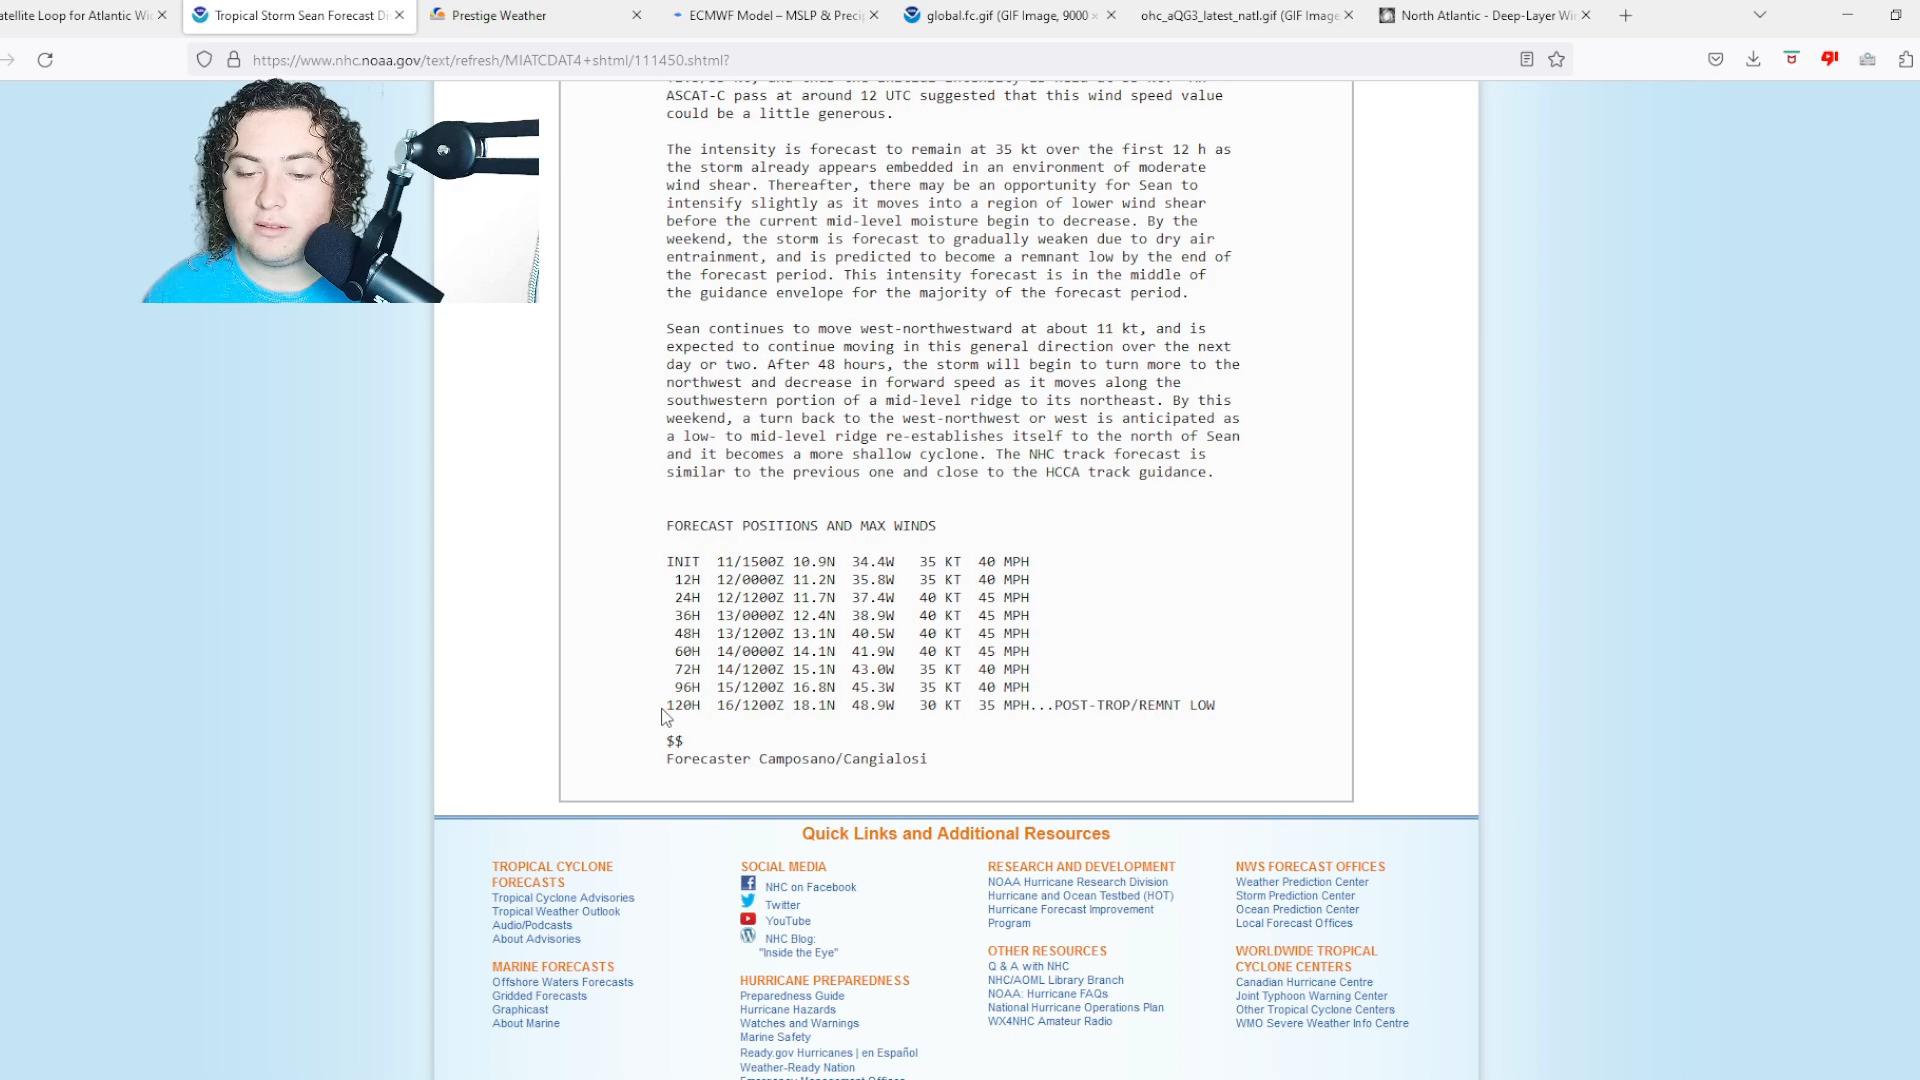 atellite Loop for Atlantic Wi
Tropical Storm Sean Forecast Di
Prestige Weather
ECMWF Model – MSLP & Preci
global.fc.gif (GIF Image, 9000 ×
ohc_aQG3_latest_natl.gif (GIF Image
North Atlantic - Deep-Layer Wi
https://www.nhc.noaa.gov/text/refresh/MIATCDAT4+shtml/111450.shtml?
ASCAT-C pass at around 12 UTC suggested that this wind speed value
could be a little generous.
The intensity is forecast to remain at 35 kt over the first 12 h as
the storm already appears embedded in an environment of moderate
wind shear. Thereafter, there may be an opportunity for Sean to
intensify slightly as it moves into a region of lower wind shear
before the current mid-level moisture begin to decrease. By the
weekend, the storm is forecast to gradually weaken due to dry air
entrainment, and is predicted to become a remnant low by the end of
the forecast period. This intensity forecast is in the middle of
the guidance envelope for the majority of the forecast period.
Sean continues to move west-northwestward at about 11 kt, and is
expected to continue moving in this general direction over the next
day or two. After 48 hours, the storm will begin to turn more to the
northwest and decrease in forward speed as it moves along the
southwestern portion of a mid-level ridge to its northeast. By this
weekend, a turn back to the west-northwest or west is anticipated as
a low- to mid-level ridge re-establishes itself to the north of Sean
and it becomes a more shallow cyclone. The NHC track forecast is
similar to the previous one and close to the HCCA track guidance.
FORECAST POSITIONS AND MAX WINDS
INIT 11/1500Z 10.9N 34.4W 35 KT 40 MPH
12H 12/0000Z 11.2N 35.8W 35 KT 40 MPH
24H 12/1200Z 11.7N 37.4W 40 KT 45 MPH
36H 13/0000Z 12.4N 38.9W 40 KT 45 MPH
48H 13/1200Z 13.1N 40.5W 40 KT 45 MPH
60H 14/0000Z 14.1N 41.9W 40 KT 45 MPH
72H 14/1200Z 15.1N 43.0W 35 KT 40 MPH
96H 15/1200Z 16.8N 45.3W 35 KT 40 MPH
120H 16/1200Z 18.1N 48.9W 30 KT 35 MPH...POST-TROP/REMNT LOW
$$
Forecaster Camposano/Cangialosi
Quick Links and Additional Resources
TROPICAL CYCLONE
FORECASTS
Tropical Cyclone Advisories
Tropical Weather Outlook
Audio/Podcasts
About Advisories
MARINE FORECASTS
Offshore Waters Forecasts
Gridded Forecasts
Graphicast
About Marine
SOCIAL MEDIA
NHC on Facebook
Twitter
YouTube
NHC Blog:
"Inside the Eye"
HURRICANE PREPAREDNESS
Preparedness Guide
Hurricane Hazards
Watches and Warnings
Marine Safety
Ready.gov Hurricanes | en Español
Weather-Ready Nation
RESEARCH AND DEVELOPMENT
NOAA Hurricane Research Division
Hurricane and Ocean Testbed (HOT)
Hurricane Forecast Improvement
Program
OTHER RESOURCES
Q & A with NHC
NHC/AOML Library Branch
NOAA: Hurricane FAQs
National Hurricane Operations Plan
WX4NHC Amateur Radio
NWS FORECAST OFFICES
Weather Prediction Center
Storm Prediction Center
Ocean Prediction Center
Local Forecast Offices
WORLDWIDE TROPICAL
CYCLONE CENTERS
Canadian Hurricane Centre
Joint Typhoon Warning Center
Other Tropical Cyclone Centers
WMO Severe Weather Info Centre